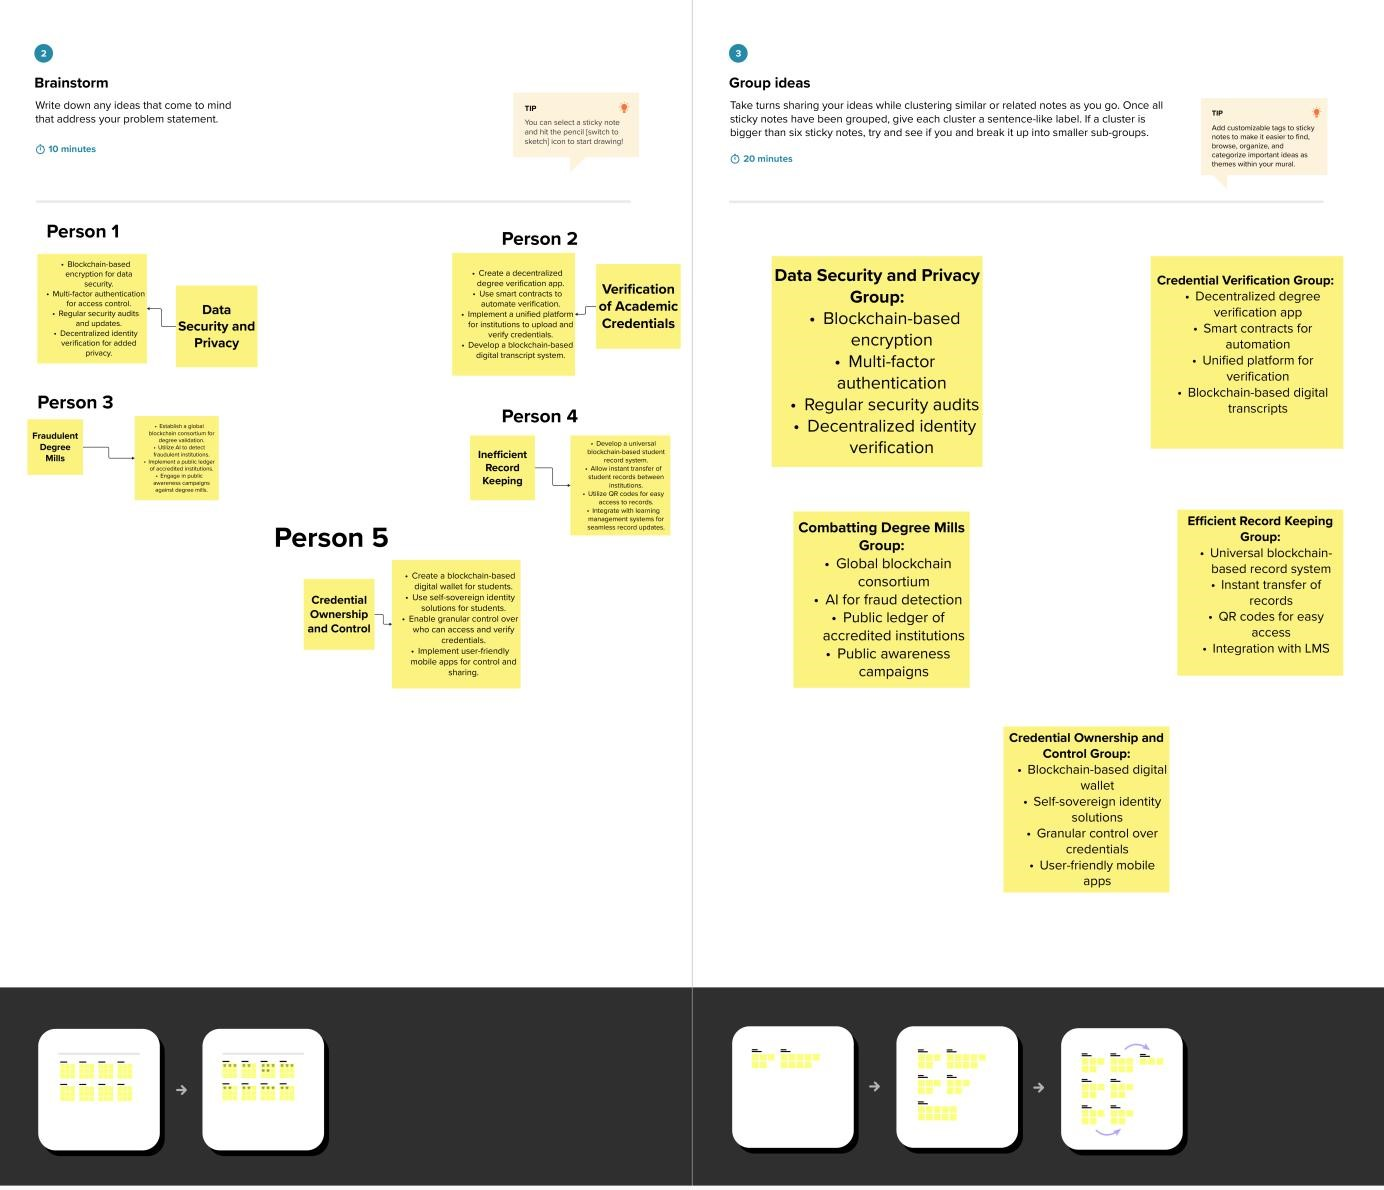 2
Brainstorm
Write down any ideas that come to mind
that address your problem statement.
10 minutes
TIP
You can select a sticky note
and hit the pencil [switch to
sketch] icon to start drawing!
Person 1
• Blockchain-based
encryption for data
security.
• Multi-factor authentication
for access control.
• Regular security audits
and updates.
• Decentralized identity
verification for added
privacy.
Data
Security and
Privacy
Person 2
• Create a decentralized
degree verification app.
• Use smart contracts to
automate verification.
• Implement a unified platform
for institutions to upload and
verify credentials.
• Develop a blockchain-based
digital transcript system.
Verification
of Academic
Credentials
Person 3
Fraudulent
Degree
Mills
• Establish a global
blockchain consortium for
degree validation.
• Utilize AI to detect
fraudulent institutions.
• Implement a public ledger
of accredited institutions.
• Engage in public
awareness campaigns
against degree mills.
Person 4
Inefficient
Record
Keeping
• Develop a universal
blockchain-based student
record system.
• Allow instant transfer of
student records between
institutions.
• Utilize QR codes for easy
access to records.
• Integrate with learning
management systems for
seamless record updates.
Person 5
Credential
Ownership
and Control
• Create a blockchain-based
digital wallet for students.
• Use self-sovereign identity
solutions for students.
• Enable granular control over
who can access and verify
credentials.
• Implement user-friendly
mobile apps for control and
sharing.
3
Group ideas
Take turns sharing your ideas while clustering similar or related notes as you go. Once all
sticky notes have been grouped, give each cluster a sentence-like label. If a cluster is
bigger than six sticky notes, try and see if you and break it up into smaller sub-groups.
20 minutes
TIP
Add customizable tags to sticky
notes to make it easier to find,
browse, organize, and
categorize important ideas as
themes within your mural.
Data Security and Privacy
Group:
• Blockchain-based
encryption
• Multi-factor
authentication
• Regular security audits
• Decentralized identity
verification
Credential Verification Group:
• Decentralized degree
verification app
• Smart contracts for
automation
• Unified platform for
verification
• Blockchain-based digital
transcripts
Combatting Degree Mills
Group:
• Global blockchain
consortium
• AI for fraud detection
• Public ledger of
accredited institutions
• Public awareness
campaigns
Efficient Record Keeping
Group:
• Universal blockchain-
based record system
• Instant transfer of
records
• QR codes for easy
access
• Integration with LMS
Credential Ownership and
Control Group:
• Blockchain-based digital
wallet
• Self-sovereign identity
solutions
• Granular control over
credentials
• User-friendly mobile
apps